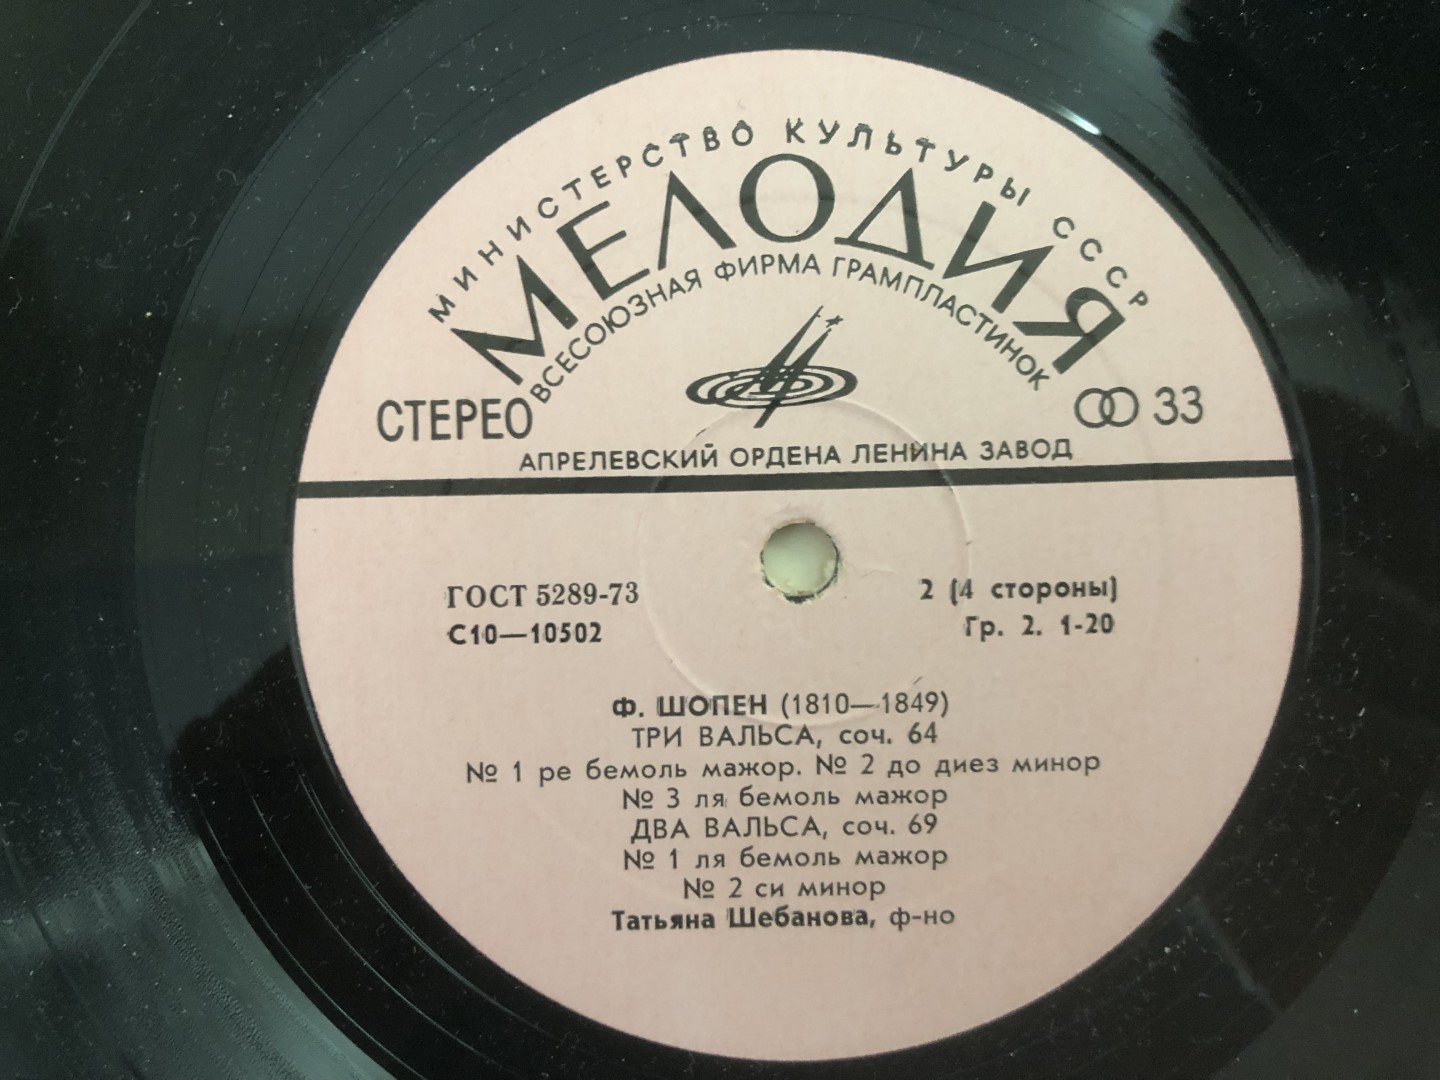 МИНИСТЕРСТВО КУЛЬТУРЫ СССР
МЕЛОДИЯ
ВСЕСОЮЗНАЯ ФИРМА ГРАМПЛАСТИНОК
СТЕРЕО
33
АПРЕЛЕВСКИЙ ОРДЕНА ЛЕНИНА ЗАВОД
ГОСТ 5289-73
2 (4 стороны)
С10—10502
Гр. 2. 1-20
Ф. ШОПЕН (1810—1849)
ТРИ ВАЛЬСА, соч. 64
№ 1 ре бемоль мажор. № 2 до диез минор
№ 3 ля бемоль мажор
ДВА ВАЛЬСА, соч. 69
№ 1 ля бемоль мажор
№ 2 си минор
Татьяна Шебанова, ф-но